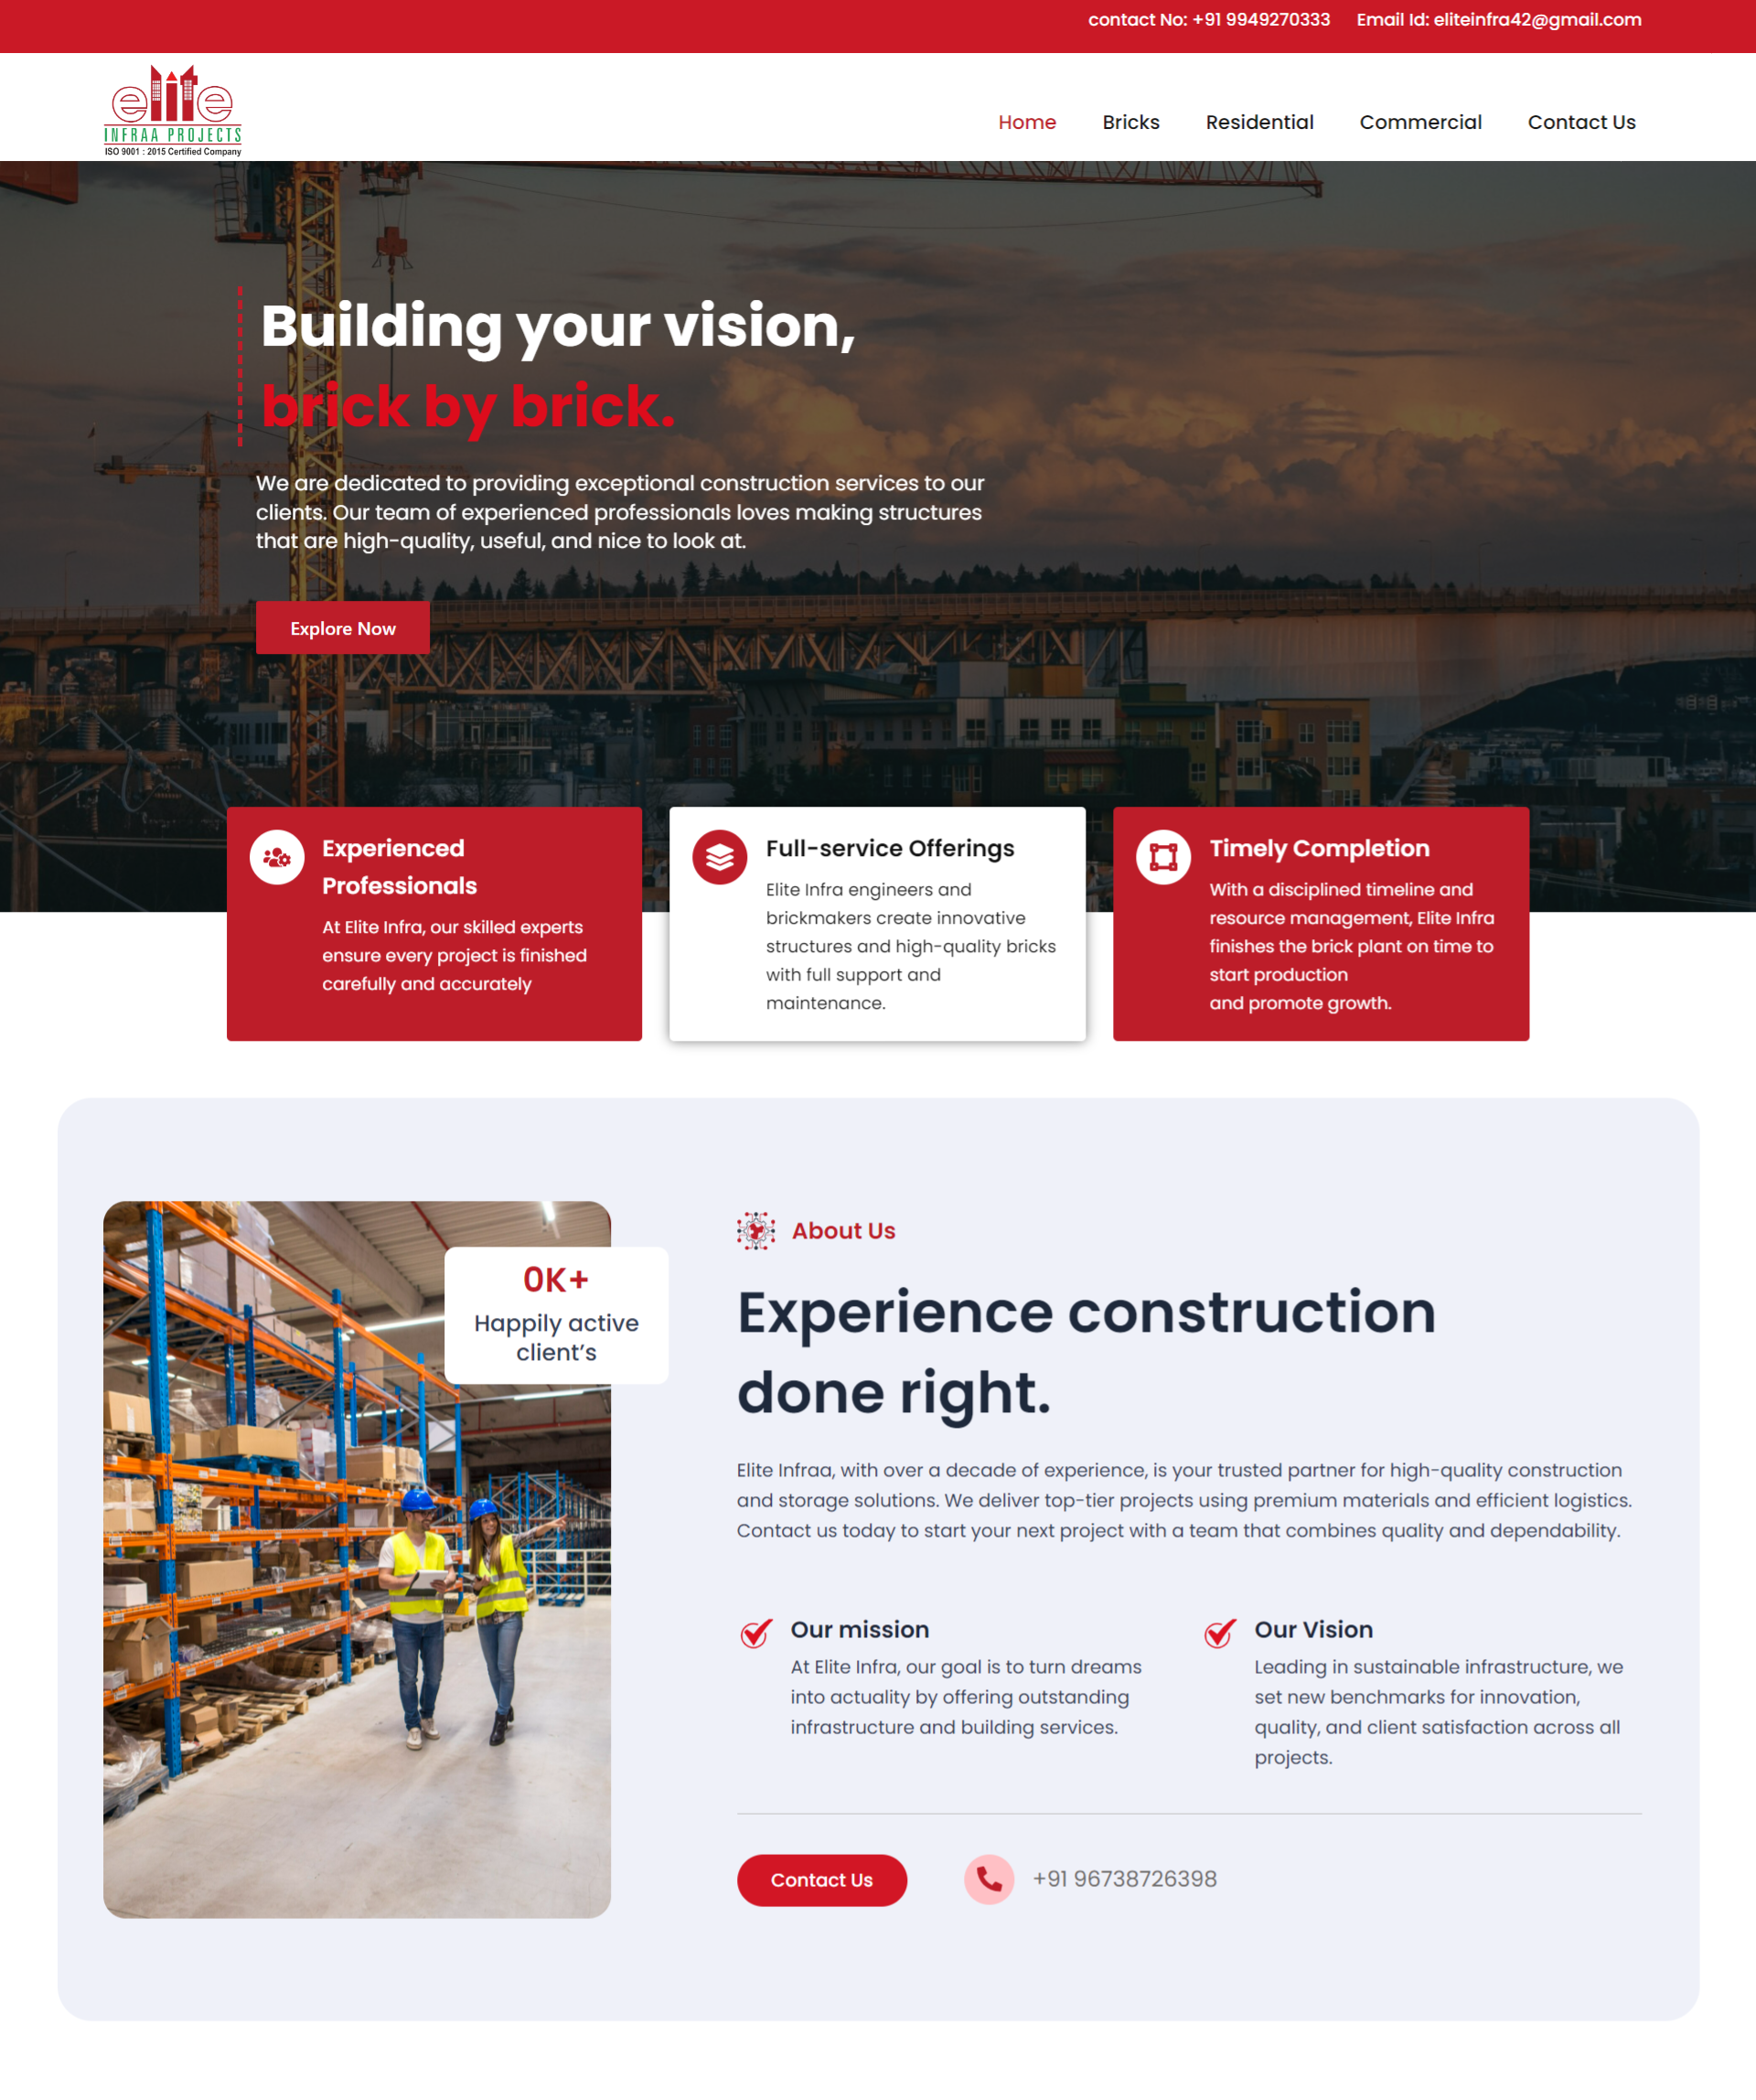 contact No: +91 9949270333 Email Id: eliteinfra42@gmail.com
elite
INFRAA PROJECTS
ISO 9001 : 2015 Certified Company
Home Bricks Residential Commercial Contact Us
Building your vision,
brick by brick.
We are dedicated to providing exceptional construction services to our
clients. Our team of experienced professionals loves making structures
that are high-quality, useful, and nice to look at.
Explore Now
Experienced
Professionals
At Elite Infra, our skilled experts
ensure every project is finished
carefully and accurately
Full-service Offerings
Elite Infra engineers and
brickmakers create innovative
structures and high-quality bricks
with full support and
maintenance.
Timely Completion
With a disciplined timeline and
resource management, Elite Infra
finishes the brick plant on time to
start production
and promote growth.
0K+
Happily active
client's
About Us
Experience construction
done right.
Elite Infraa, with over a decade of experience, is your trusted partner for high-quality construction
and storage solutions. We deliver top-tier projects using premium materials and efficient logistics.
Contact us today to start your next project with a team that combines quality and dependability.
Our mission
At Elite Infra, our goal is to turn dreams
into actuality by offering outstanding
infrastructure and building services.
Our Vision
Leading in sustainable infrastructure, we
set new benchmarks for innovation,
quality, and client satisfaction across all
projects.
Contact Us
+91 96738726398